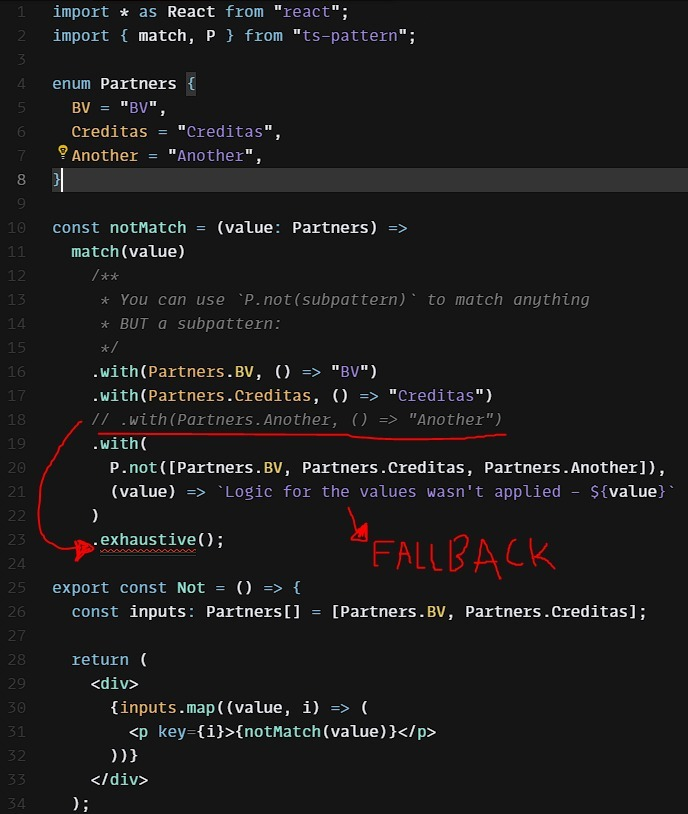 1 import * as React from "react";
2 import { match, P } from "ts-pattern";
3
4 enum Partners {
5   BV = "BV",
6   Creditas = "Creditas",
7   Another = "Another",
8 }
9
10 const notMatch = (value: Partners) =>
11   match(value)
12     /**
13      * You can use `P.not(subpattern)` to match anything
14      * BUT a subpattern:
15      */
16     .with(Partners.BV, () => "BV")
17     .with(Partners.Creditas, () => "Creditas")
18     // .with(Partners.Another, () => "Another")
19     .with(
20       P.not([Partners.BV, Partners.Creditas, Partners.Another]),
21       (value) => `Logic for the values wasn't applied - ${value}`
22     )
23     .exhaustive();
FALLBACK
24
25 export const Not = () => {
26   const inputs: Partners[] = [Partners.BV, Partners.Creditas];
27
28   return (
29     <div>
30       {inputs.map((value, i) => (
31         <p key={i}>{notMatch(value)}</p>
32       ))}
33     </div>
34   );